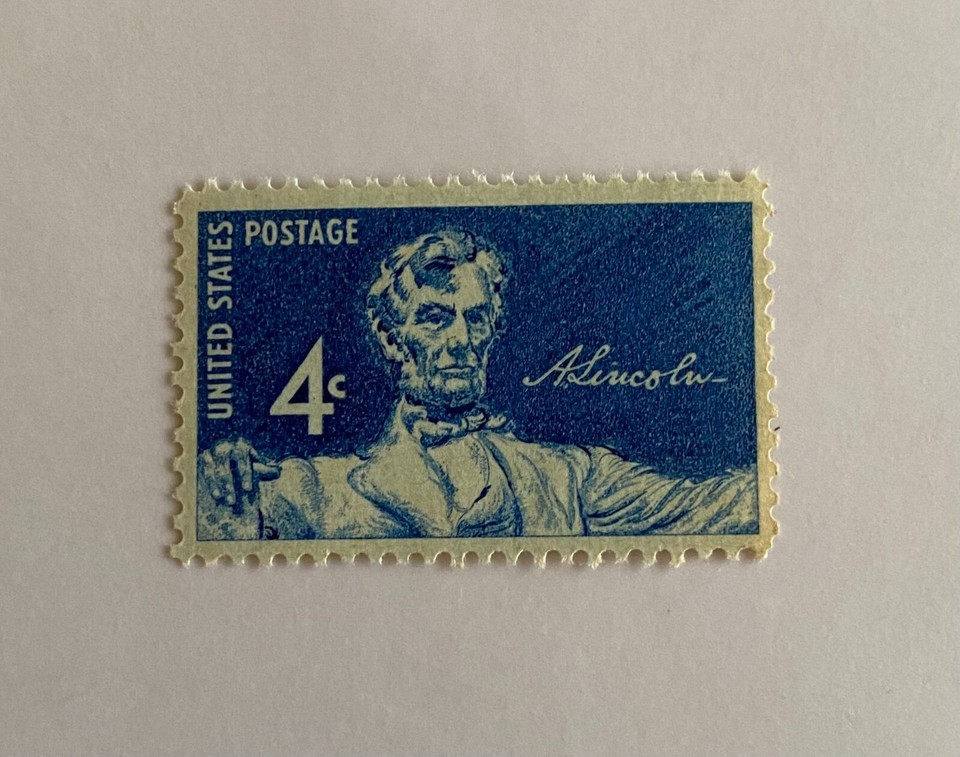 UNITED STATES
POSTAGE
4c
A. Lincoln